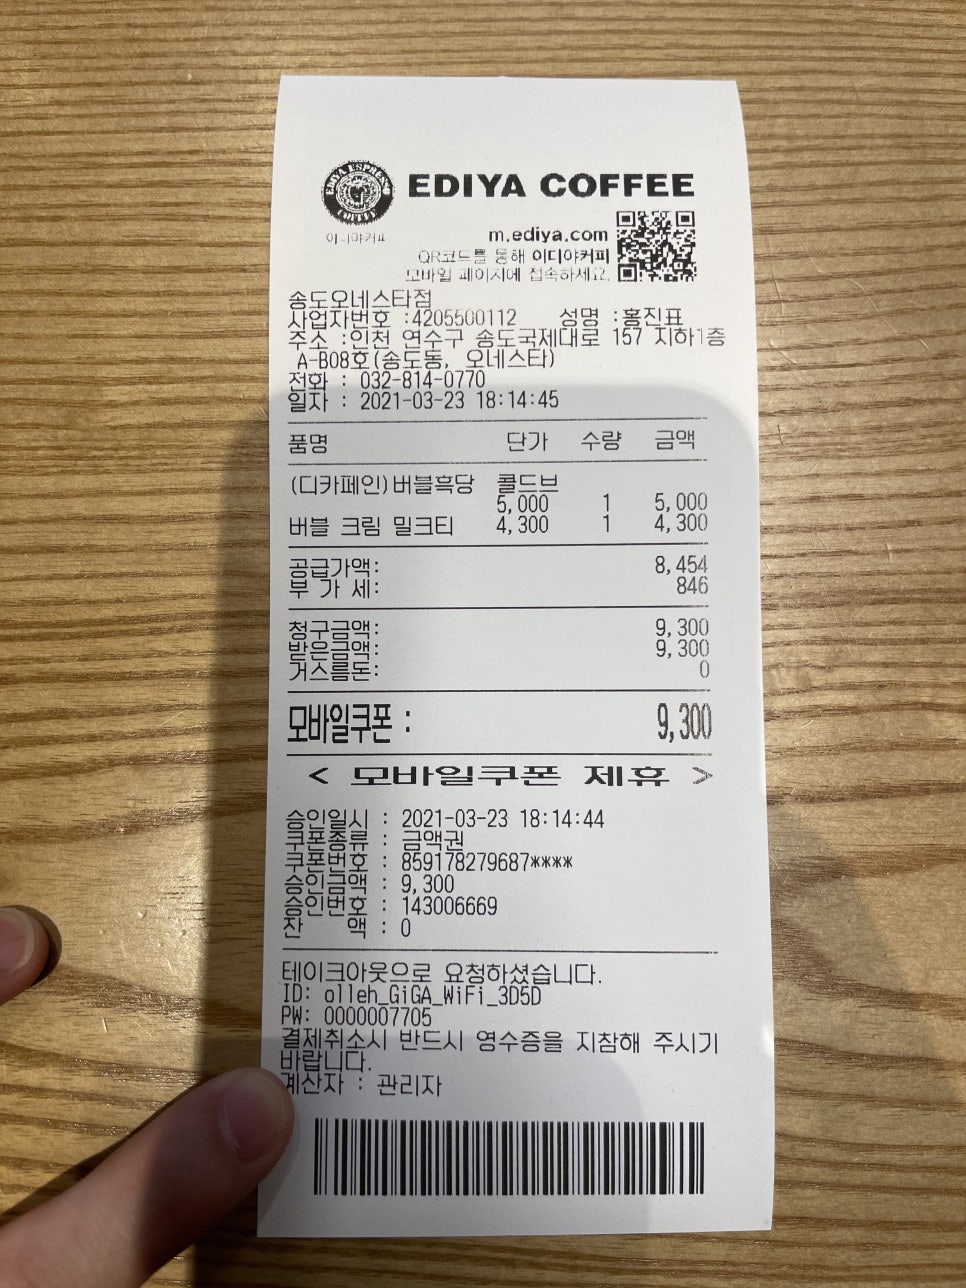 EDIYA ESPRESSO
COFFEE
이디야커피
EDIYA COFFEE
m.ediya.com
QR코드를 통해 이디야커피
모바일 페이지에 접속하세요.
송도오네스타점
사업자번호 :4205500112 성명 :홍진표
주소 :인천 연수구 송도국제대로 157 지하1층
A-B08호(송도동, 오네스타)
전화 : 032-814-0770
일자 : 2021-03-23 18:14:45
품명 단가 수량 금액
(디카페인)버블흑당 콜드브
5,000 1 5,000
버블 크림 밀크티 4,300 1 4,300
공급가액: 8,454
부 가 세: 846
청구금액: 9,300
받은금액: 9,300
거스름돈: 0
모바일쿠폰 : 9,300
< 모바일쿠폰 제휴 >
승인일시 : 2021-03-23 18:14:44
쿠폰종류 : 금액권
쿠폰번호 : 859178279687****
승인금액 : 9,300
승인번호 : 143006669
잔 액 : 0
테이크아웃으로 요청하셨습니다.
ID: olleh_GiGA_WiFi_3D5D
PW: 0000007705
결제취소시 반드시 영수증을 지참해 주시기
바랍니다.
계산자 : 관리자